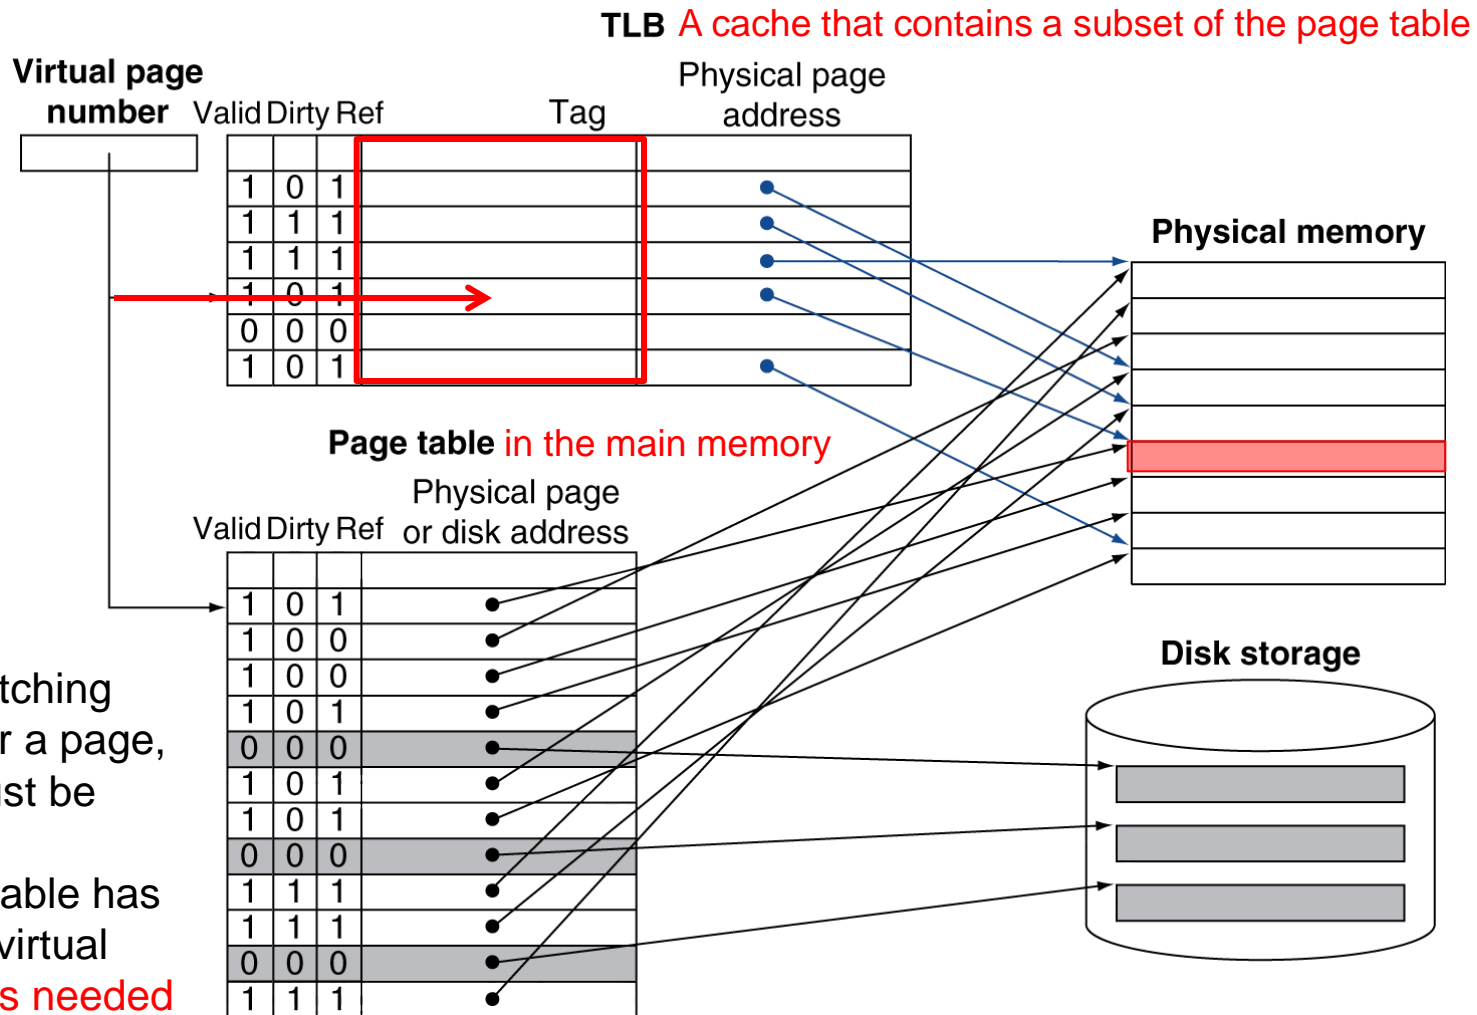 TLB A cache that contains a subset of the page table
Virtual page
number
Valid Dirty Ref
Tag
Physical page
address
1 0 1
1 1 1
1 1 1
1 0 1
0 0 0
1 0 1
Physical memory
Page table in the main memory
Physical page
or disk address
Valid Dirty Ref
1 0 1
1 0 0
1 0 0
1 0 1
0 0 0
1 0 1
1 0 1
0 0 0
1 1 1
1 1 1
0 0 0
1 1 1
Disk storage
tching
r a page,
ust be
able has
virtual
s needed